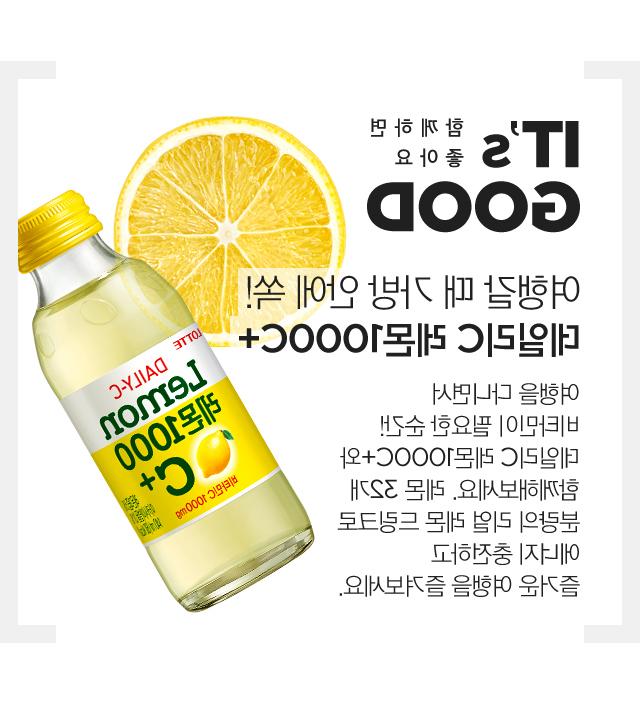 IT's
함께하면
좋아요
GOOD
여행갈 때 가방 안에 쏙!
데일리C 레몬1000C+
여행을 다니면서
비타민이 필요한 순간!
데일리C 레몬1000C+와
함께해보세요. 레몬 32개
분량의 리얼 레몬 드링크로
에너지 충전하고
즐거운 여행을 즐겨보세요.
LOTTE
DAILY-C
Lemon
레몬1000
C+
비타민C 1000mg